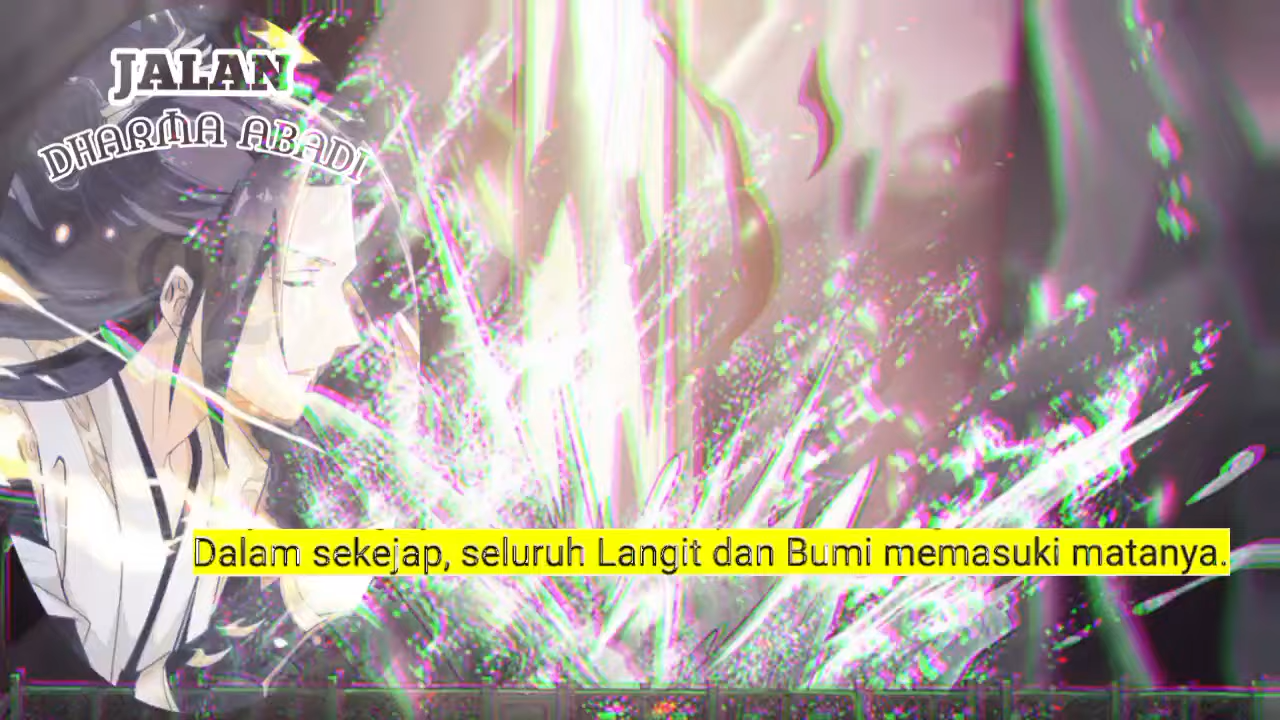 JALAN
DHARMA ABADI
Dalam sekejap, seluruh Langit dan Bumi memasuki matanya.